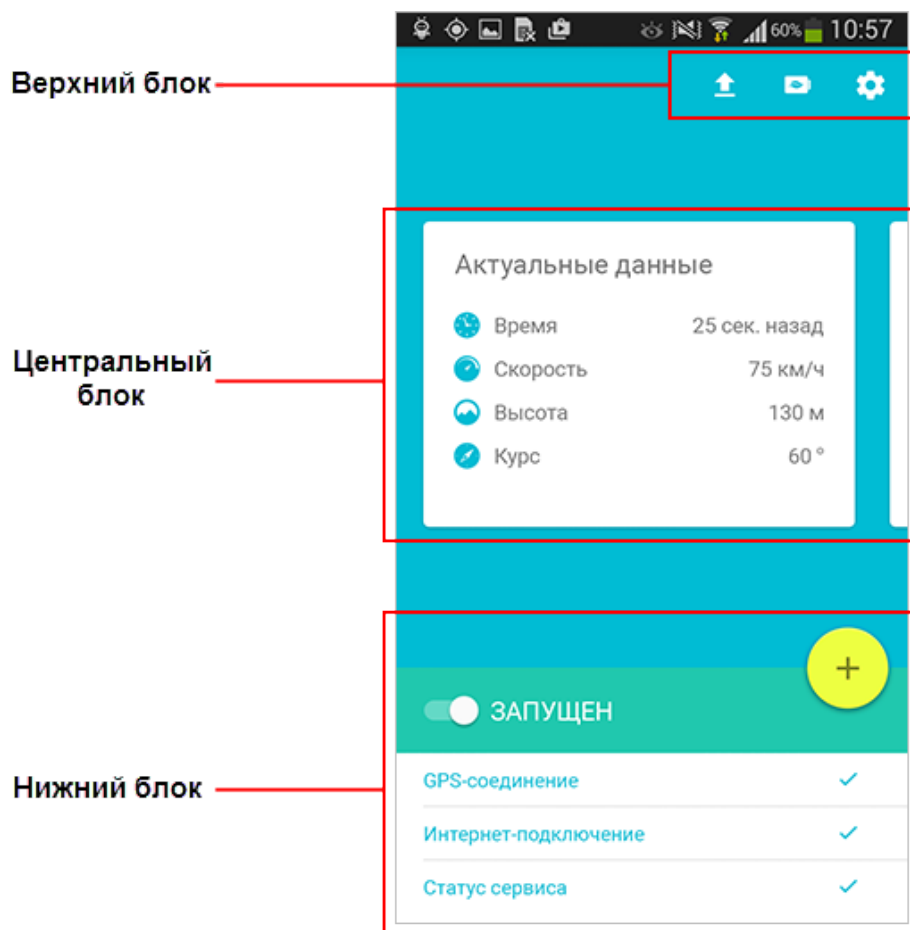 60% 10:57
Верхний блок
Актуальные данные
Время 25 сек. назад
Скорость 75 км/ч
Высота 130 м
Курс 60 °
Центральный
блок
+
ЗАПУЩЕН
Нижний блок
GPS-соединение
Интернет-подключение
Статус сервиса